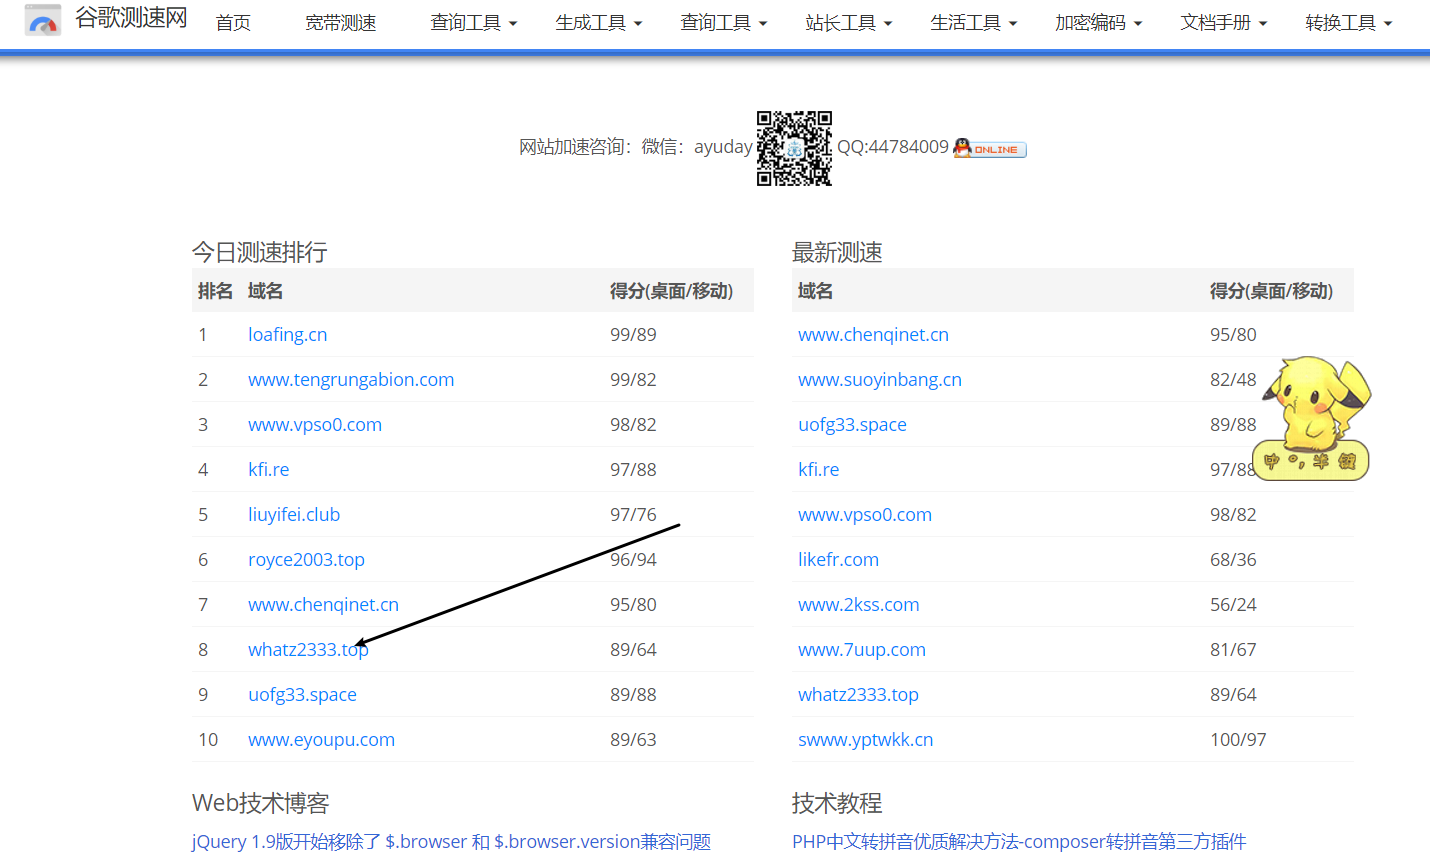 谷歌测速网 首页 宽带测速 查询工具 生成工具 查询工具 站长工具 生活工具 加密编码 文档手册 转换工具
网站加速咨询：微信：ayuday QQ:44784009 ONLINE
今日测速排行
排名 域名 得分(桌面/移动)
1 loafing.cn 99/89
2 www.tengrungabion.com 99/82
3 www.vpso0.com 98/82
4 kfi.re 97/88
5 liuyifei.club 97/76
6 royce2003.top 96/94
7 www.chenqinet.cn 95/80
8 whatz2333.top 89/64
9 uofg33.space 89/88
10 www.eyoupu.com 89/63
最新测速
域名 得分(桌面/移动)
www.chenqinet.cn 95/80
www.suoyinbang.cn 82/48
uofg33.space 89/88
kfi.re 97/88
www.vpso0.com 98/82
likefr.com 68/36
www.2kss.com 56/24
www.7uup.com 81/67
whatz2333.top 89/64
swww.yptwkk.cn 100/97
中 °, 半 键
Web技术博客
jQuery 1.9版开始移除了 $.browser 和 $.browser.version兼容问题
技术教程
PHP中文转拼音优质解决方法-composer转拼音第三方插件